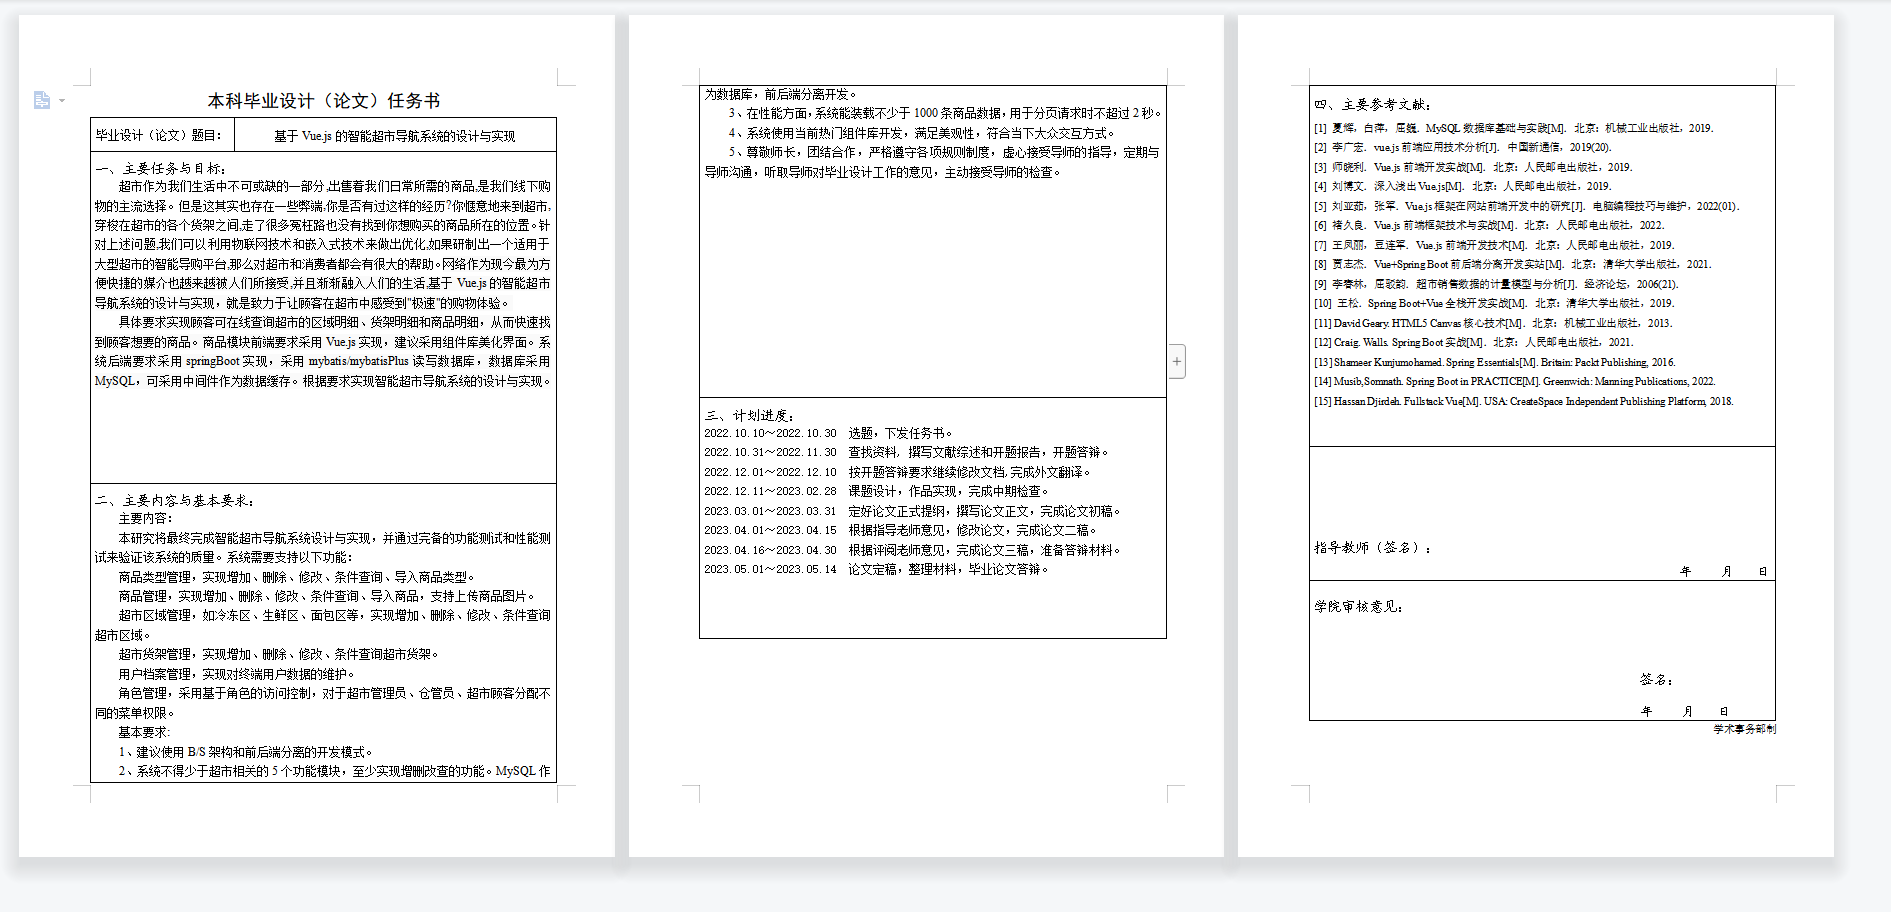 本科毕业设计（论文）任务书
毕业设计（论文）题目： 基于 Vue.js 的智能超市导航系统的设计与实现
一、主要任务与目标：
超市作为我们生活中不可或缺的一部分,出售着我们日常所需的商品,是我们线下购
物的主流选择。但是这其实也存在一些弊端,你是否有过这样的经历?你惬意地来到超市,
穿梭在超市的各个货架之间,走了很多冤枉路也没有找到你想购买的商品所在的位置。针
对上述问题,我们可以利用物联网技术和嵌入式技术来做出优化,如果研制出一个适用于
大型超市的智能导购平台,那么对超市和消费者都会有很大的帮助。网络作为现今最为方
便快捷的媒介也越来越被人们所接受,并且渐渐融入人们的生活,基于 Vue.js 的智能超市
导航系统的设计与实现，就是致力于让顾客在超市中感受到"极速"的购物体验。
具体要求实现顾客可在线查询超市的区域明细、货架明细和商品明细，从而快速找
到顾客想要的商品。商品模块前端要求采用 Vue.js 实现，建议采用组件库美化界面。系
统后端要求采用 springBoot 实现，采用 mybatis/mybatisPlus 读写数据库，数据库采用
MySQL，可采用中间件作为数据缓存。根据要求实现智能超市导航系统的设计与实现。
二、主要内容与基本要求：
主要内容：
本研究将最终完成智能超市导航系统设计与实现，并通过完备的功能测试和性能测
试来验证该系统的质量。系统需要支持以下功能：
商品类型管理，实现增加、删除、修改、条件查询、导入商品类型。
商品管理，实现增加、删除、修改、条件查询、导入商品，支持上传商品图片。
超市区域管理，如冷冻区、生鲜区、面包区等，实现增加、删除、修改、条件查询
超市区域。
超市货架管理，实现增加、删除、修改、条件查询超市货架。
用户档案管理，实现对终端用户数据的维护。
角色管理，采用基于角色的访问控制，对于超市管理员、仓管员、超市顾客分配不
同的菜单权限。
基本要求:
1、建议使用 B/S 架构和前后端分离的开发模式。
2、系统不得少于超市相关的 5 个功能模块，至少实现增删改查的功能。MySQL 作
为数据库，前后端分离开发。
3、在性能方面，系统能装载不少于 1000 条商品数据，用于分页请求时不超过 2 秒。
4、系统使用当前热门组件库开发，满足美观性，符合当下大众交互方式。
5、尊敬师长，团结合作，严格遵守各项规则制度，虚心接受导师的指导，定期与
导师沟通，听取导师对毕业设计工作的意见，主动接受导师的检查。
三、计划进度：
2022.10.10～2022.10.30 选题，下发任务书。
2022.10.31～2022.11.30 查找资料，撰写文献综述和开题报告，开题答辩。
2022.12.01～2022.12.10 按开题答辩要求继续修改文档,完成外文翻译。
2022.12.11～2023.02.28 课题设计，作品实现，完成中期检查。
2023.03.01～2023.03.31 定好论文正式提纲，撰写论文正文，完成论文初稿。
2023.04.01～2023.04.15 根据指导老师意见，修改论文，完成论文二稿。
2023.04.16～2023.04.30 根据评阅老师意见，完成论文三稿，准备答辩材料。
2023.05.01～2023.05.14 论文定稿，整理材料，毕业论文答辩。
四、主要参考文献：
[1] 夏辉，白萍，屈巍．MySQL 数据库基础与实践[M]．北京：机械工业出版社，2019.
[2] 李广宏．vue.js 前端应用技术分析[J]．中国新通信，2019(20).
[3] 师晓利．Vue.js 前端开发实战[M]．北京：人民邮电出版社，2019.
[4] 刘博文．深入浅出 Vue.js[M]．北京：人民邮电出版社，2019.
[5] 刘亚茹，张军．Vue.js 框架在网站前端开发中的研究[J]．电脑编程技巧与维护，2022(01).
[6] 褚久良．Vue.js 前端框架技术与实战[M]．北京：人民邮电出版社，2022.
[7] 王凤丽，豆连军．Vue.js 前端开发技术[M]．北京：人民邮电出版社，2019.
[8] 贾志杰．Vue+Spring Boot 前后端分离开发实站[M]．北京：清华大学出版社，2021.
[9] 李春林，屈驳韵．超市销售数据的计量模型与分析[J]．经济论坛，2006(21).
[10] 王松．Spring Boot+Vue 全栈开发实战[M]．北京：清华大学出版社，2019.
[11] David Geary. HTML5 Canvas 核心技术[M]．北京：机械工业出版社，2013.
[12] Craig. Walls. Spring Boot 实战[M]．北京：人民邮电出版社，2021.
[13] Shameer Kunjumohamed. Spring Essentials[M]. Britain: Packt Publishing, 2016.
[14] Musib,Somnath. Spring Boot in PRACTICE[M]. Greenwich: Manning Publications, 2022.
[15] Hassan Djirdeh. Fullstack Vue[M]. USA: CreateSpace Independent Publishing Platform, 2018.
指导教师（签名）：
年 月 日
学院审核意见：
签名：
年 月 日
学术事务部制